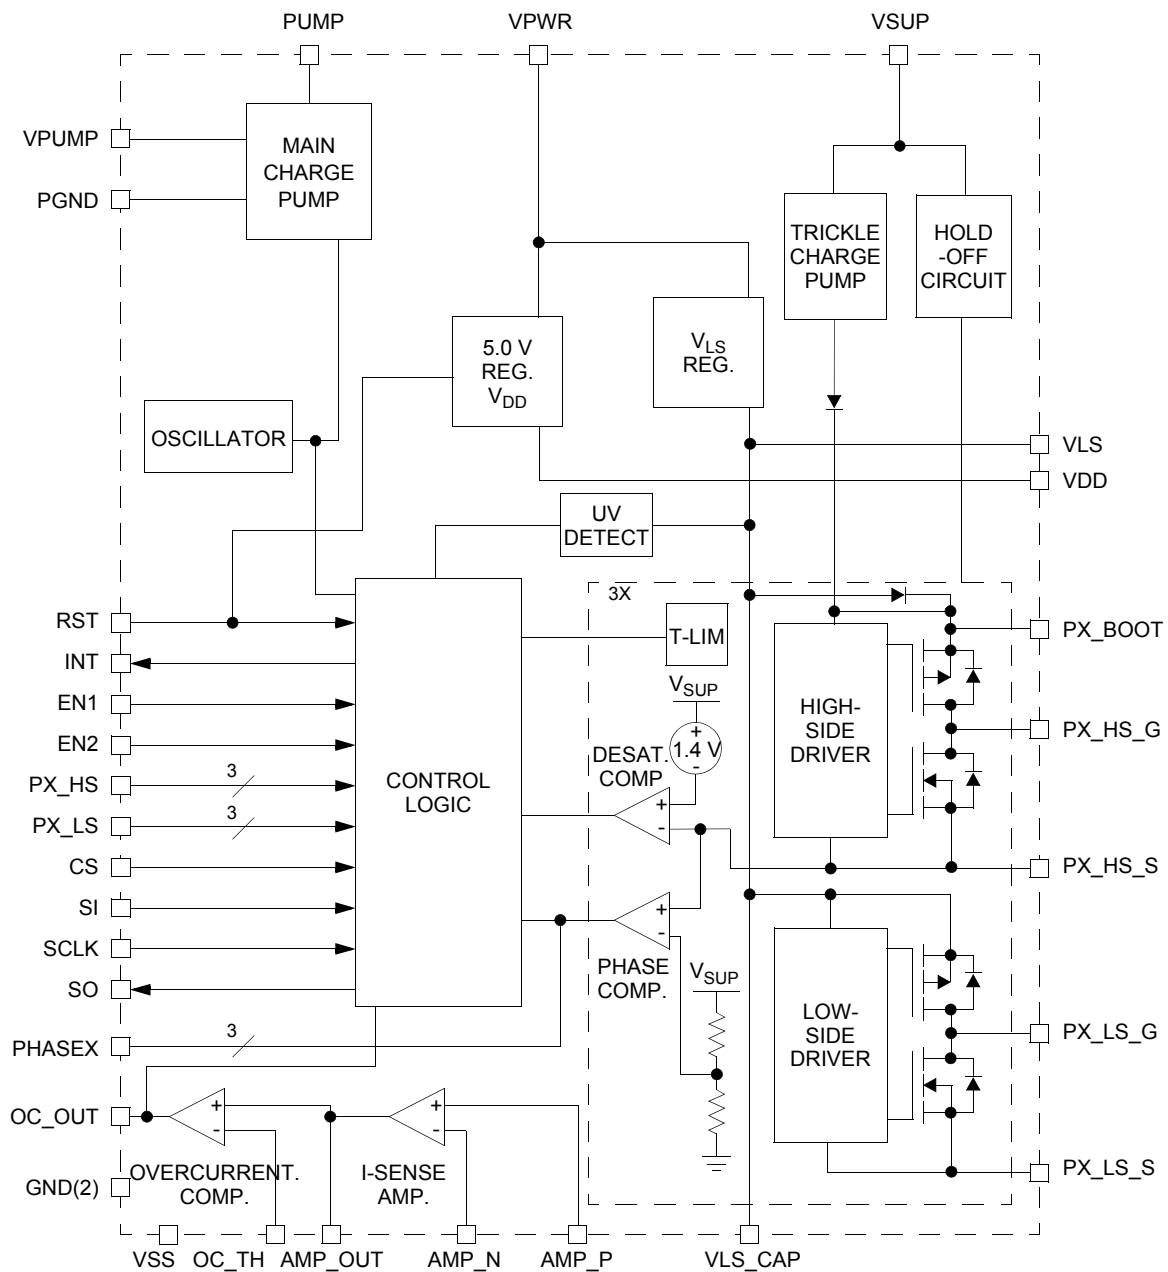 PUMP
VPWR
VSUP
VPUMP
PGND
MAIN
CHARGE
PUMP
TRICKLE
CHARGE
PUMP
HOLD
-OFF
CIRCUIT
5.0 V
REG.
VDD
VLS
REG.
OSCILLATOR
VLS
VDD
UV
DETECT
3X
T-LIM
RST
INT
EN1
EN2
PX_HS
3
PX_LS
3
CS
SI
SCLK
SO
PHASEX
3
OC_OUT
GND(2)
CONTROL
LOGIC
VSUP
+
1.4 V
-
DESAT.
COMP.
+
-
+
-
PHASE
COMP.
VSUP
HIGH-
SIDE
DRIVER
LOW-
SIDE
DRIVER
PX_BOOT
PX_HS_G
PX_HS_S
PX_LS_G
PX_LS_S
+
-
OVERCURRENT.
COMP.
+
-
I-SENSE
AMP.
VSS
OC_TH
AMP_OUT
AMP_N
AMP_P
VLS_CAP